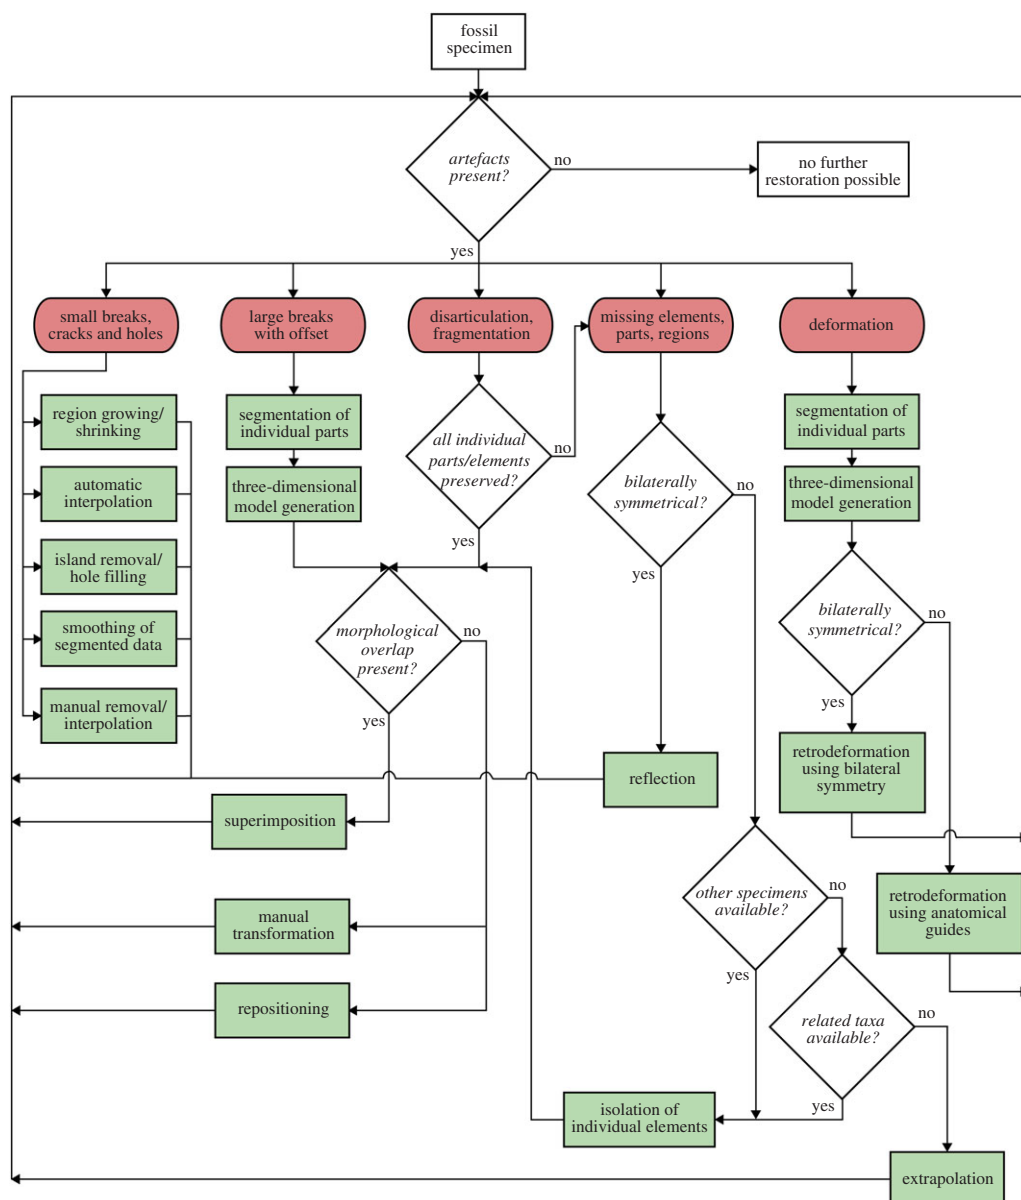 fossil
specimen
artefacts
present?
no
no further
restoration possible
yes
small breaks,
cracks and holes
large breaks
with offset
disarticulation,
fragmentation
missing elements,
parts, regions
deformation
region growing/
shrinking
automatic
interpolation
island removal/
hole filling
smoothing of
segmented data
manual removal/
interpolation
segmentation of
individual parts
three-dimensional
model generation
all individual
parts/elements
preserved?
no
yes
bilaterally
symmetrical?
no
yes
segmentation of
individual parts
three-dimensional
model generation
bilaterally
symmetrical?
no
yes
morphological
overlap
present?
no
yes
retrodeformation
using bilateral
symmetry
reflection
superimposition
other specimens
available?
no
yes
retrodeformation
using anatomical
guides
manual
transformation
repositioning
related taxa
available?
no
yes
isolation of
individual elements
extrapolation